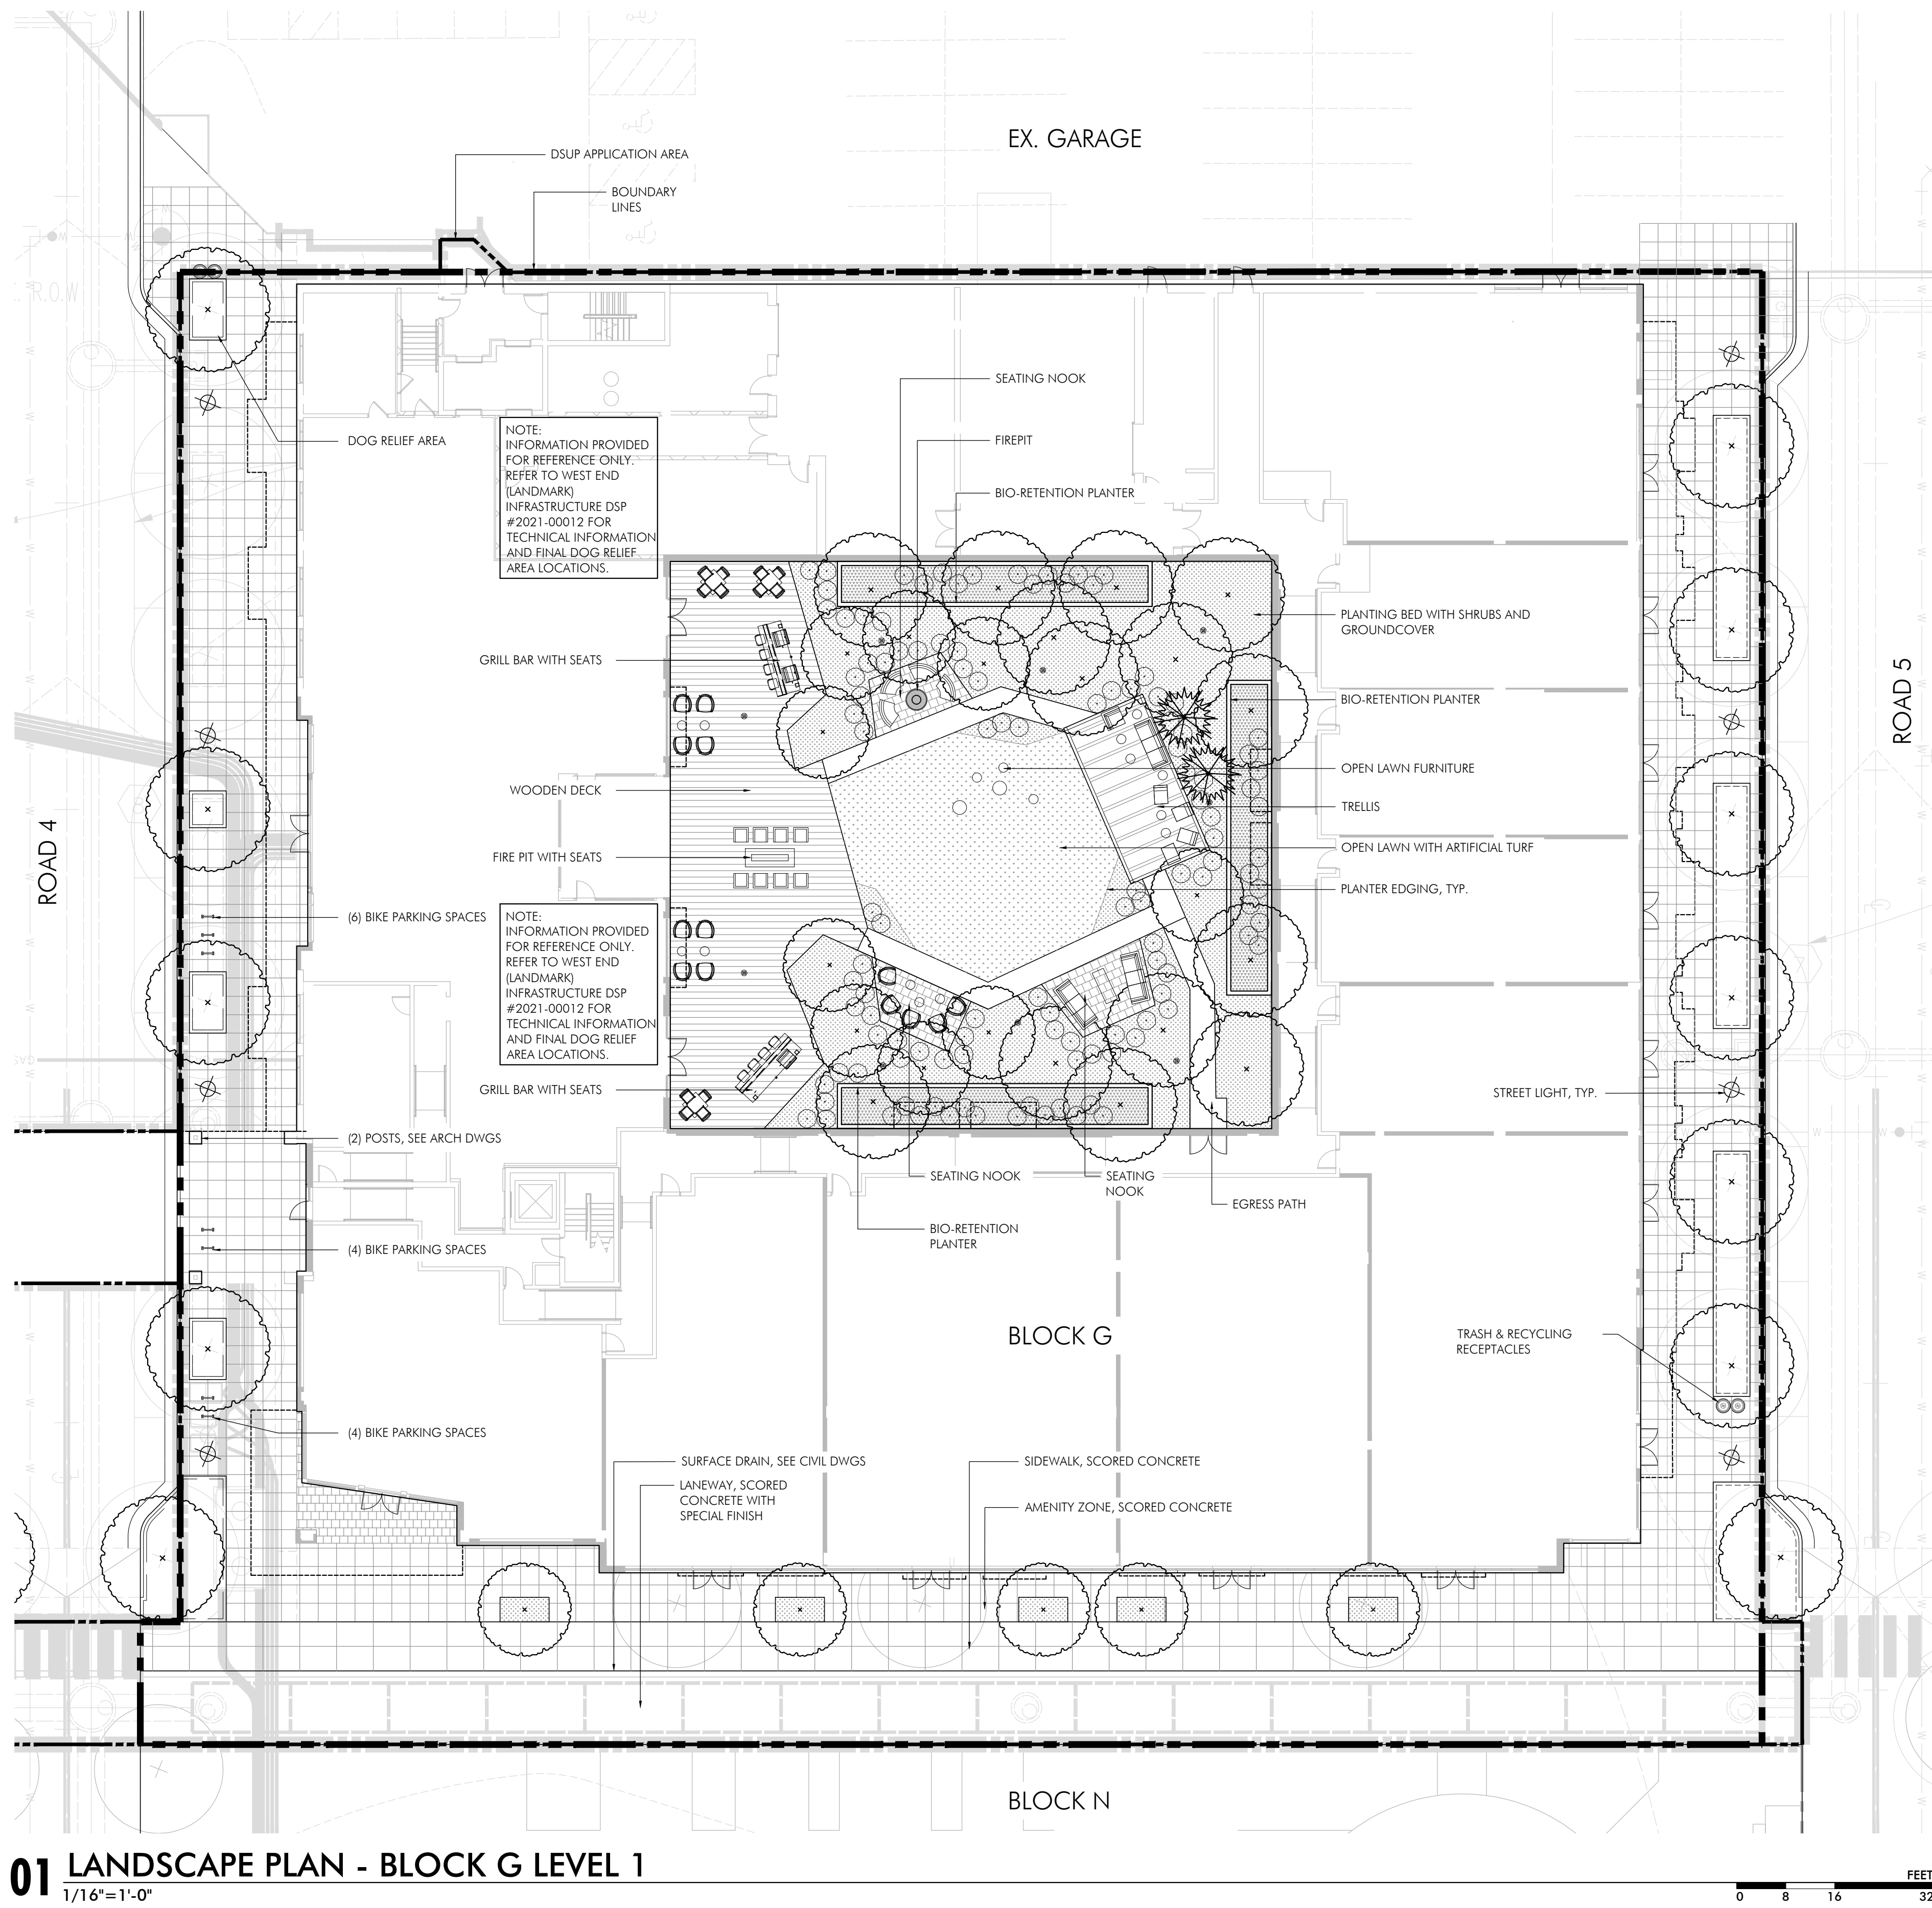 EX. GARAGE
DSUP APPLICATION AREA
BOUNDARY
LINES
R.O.W
SEATING NOOK
NOTE:
INFORMATION PROVIDED
FOR REFERENCE ONLY.
REFER TO WEST END
(LANDMARK)
INFRASTRUCTURE DSP
#2021-00012 FOR
TECHNICAL INFORMATION
AND FINAL DOG RELIEF
AREA LOCATIONS.
DOG RELIEF AREA
FIREPIT
BIO-RETENTION PLANTER
PLANTING BED WITH SHRUBS AND
GROUNDCOVER
GRILL BAR WITH SEATS
BIO-RETENTION PLANTER
ROAD 5
OPEN LAWN FURNITURE
WOODEN DECK
TRELLIS
ROAD 4
FIRE PIT WITH SEATS
OPEN LAWN WITH ARTIFICIAL TURF
PLANTER EDGING, TYP.
(6) BIKE PARKING SPACES
NOTE:
INFORMATION PROVIDED
FOR REFERENCE ONLY.
REFER TO WEST END
(LANDMARK)
INFRASTRUCTURE DSP
#2021-00012 FOR
TECHNICAL INFORMATION
AND FINAL DOG RELIEF
AREA LOCATIONS.
GRILL BAR WITH SEATS
STREET LIGHT, TYP.
(2) POSTS, SEE ARCH DWGS
SEATING NOOK
SEATING
NOOK
EGRESS PATH
BIO-RETENTION
PLANTER
(4) BIKE PARKING SPACES
BLOCK G
TRASH & RECYCLING
RECEPTACLES
(4) BIKE PARKING SPACES
SURFACE DRAIN, SEE CIVIL DWGS
SIDEWALK, SCORED CONCRETE
LANEWAY, SCORED
CONCRETE WITH
SPECIAL FINISH
AMENITY ZONE, SCORED CONCRETE
BLOCK N
01 LANDSCAPE PLAN - BLOCK G LEVEL 1
1/16"=1'-0"
FEET
0 8 16 32